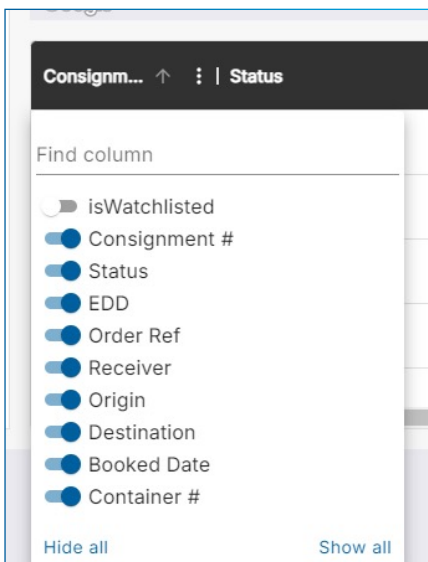 Consignm... ↑ ⋮ | Status
Find column
isWatchlisted
Consignment #
Status
EDD
Order Ref
Receiver
Origin
Destination
Booked Date
Container #
Hide all Show all